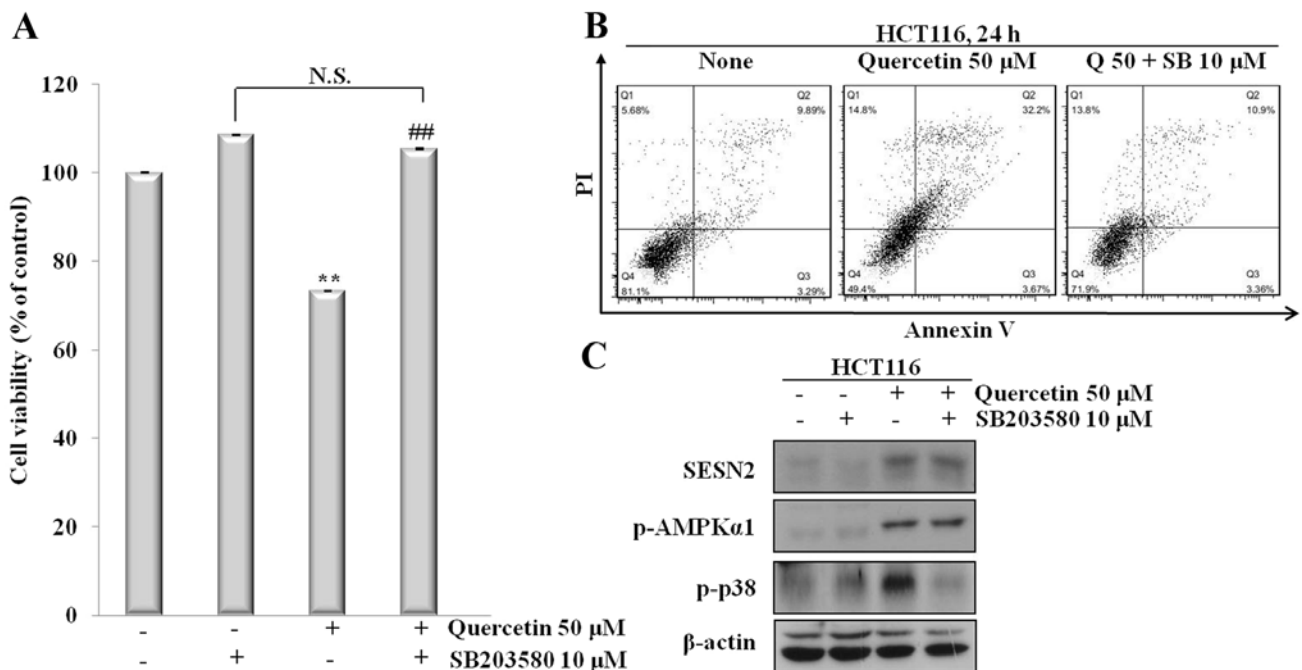 A
120
100
80
60
40
20
0
Cell viability (% of control)
N.S.
##
**
- - + + Quercetin 50 μM
- + - + SB203580 10 μM
B
HCT116, 24 h
None Quercetin 50 μM Q 50 + SB 10 μM
Q1 5.68%
Q2 9.89%
Q4 81.1%
Q3 3.29%
Q1 14.8%
Q2 32.2%
Q4 49.4%
Q3 3.67%
Q1 13.8%
Q2 10.9%
Q4 71.9%
Q3 3.36%
PI
Annexin V
C
HCT116
- - + + Quercetin 50 μM
- + - + SB203580 10 μM
SESN2
p-AMPKα1
p-p38
β-actin